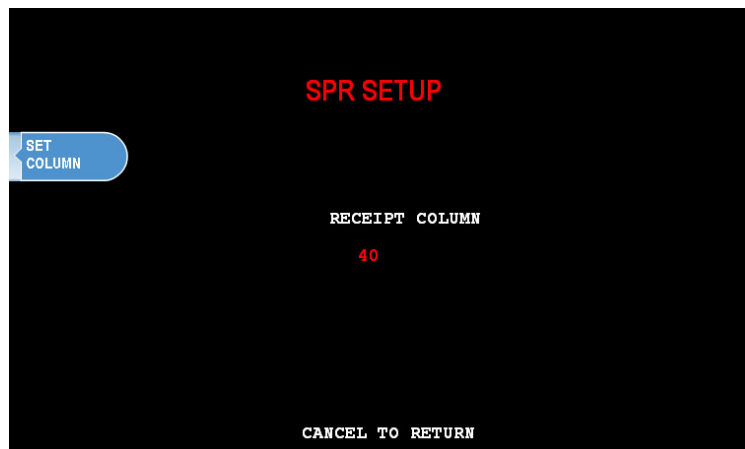 SPR SETUP
SET
COLUMN
RECEIPT COLUMN
40
CANCEL TO RETURN